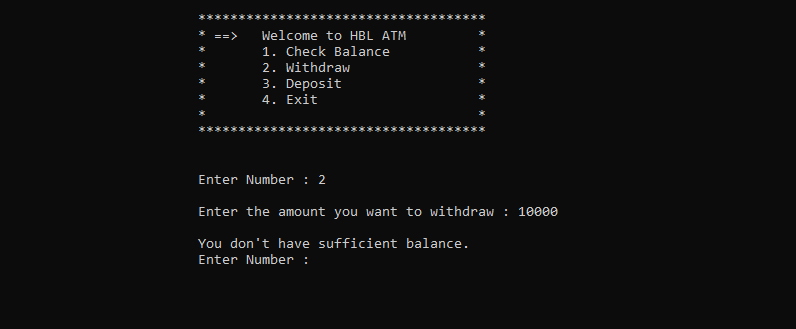 ************************************
* ==>   Welcome to HBL ATM         *
*       1. Check Balance           *
*       2. Withdraw                *
*       3. Deposit                 *
*       4. Exit                    *
*                                  *
************************************
Enter Number : 2
Enter the amount you want to withdraw : 10000
You don't have sufficient balance.
Enter Number :